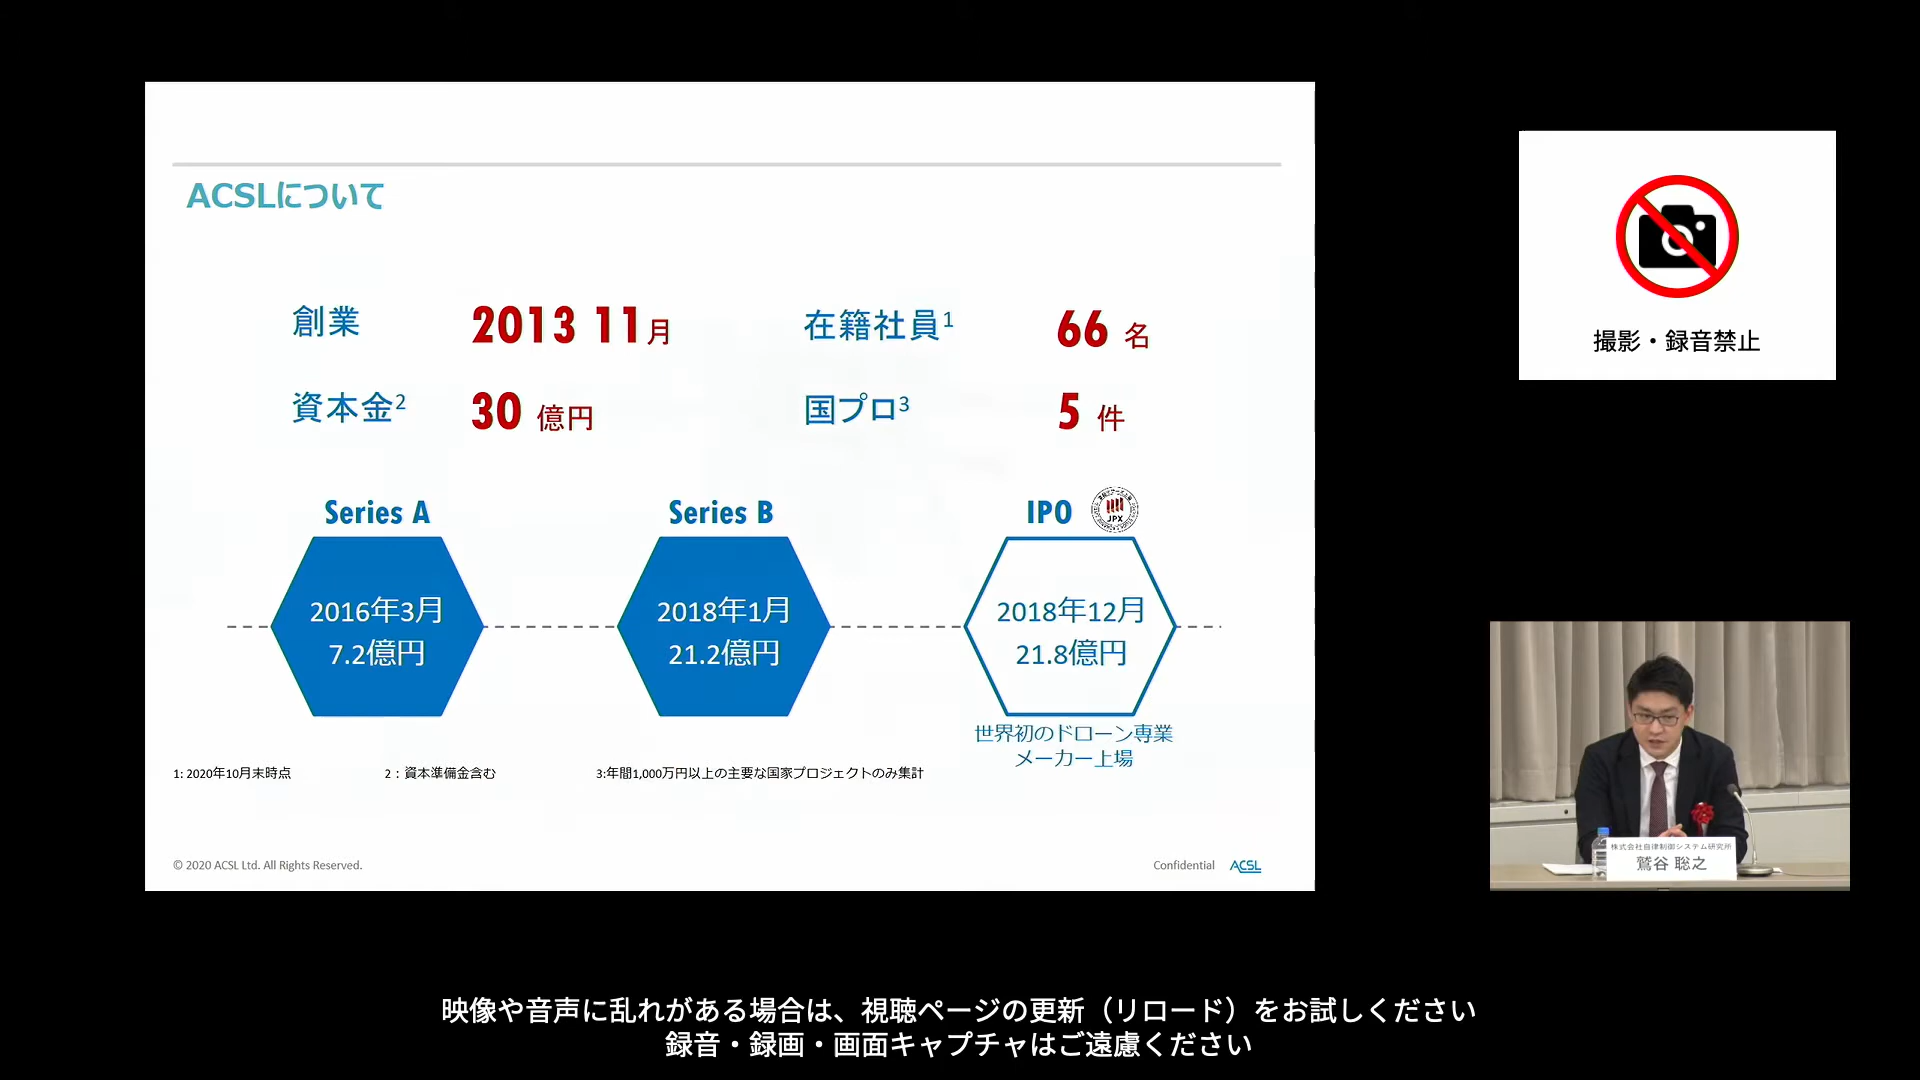 ACSLについて
創業 2013 11月 在籍社員1 66 名
資本金2 30 億円 国プロ3 5 件
Series A
Series B
IPO
JPX
2016年3月
7.2億円
2018年1月
21.2億円
2018年12月
21.8億円
世界初のドローン専業
メーカー上場
1: 2020年10月末時点 2：資本準備金含む 3:年間1,000万円以上の主要な国家プロジェクトのみ集計
© 2020 ACSL Ltd. All Rights Reserved. Confidential ACSL
撮影・録音禁止
株式会社自律制御システム研究所
鷲谷 聡之
映像や音声に乱れがある場合は、視聴ページの更新（リロード）をお試しください
録音・録画・画面キャプチャはご遠慮ください